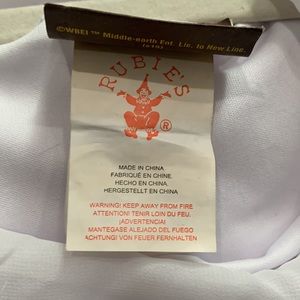 ©WBEI ™ Middle-earth Ent. Lic. to New Line.
RUBIE'S
®
MADE IN CHINA
FABRIQUÉ EN CHINE
HECHO EN CHINA
HERGESTELLT IN CHINA
WARNING! KEEP AWAY FROM FIRE
ATTENTION! TENIR LOIN DU FEU.
¡ADVERTENCIA!
MANTEGASE ALEJADO DEL FUEGO
ACHTUNG! VON FEUER FERNHALTEN